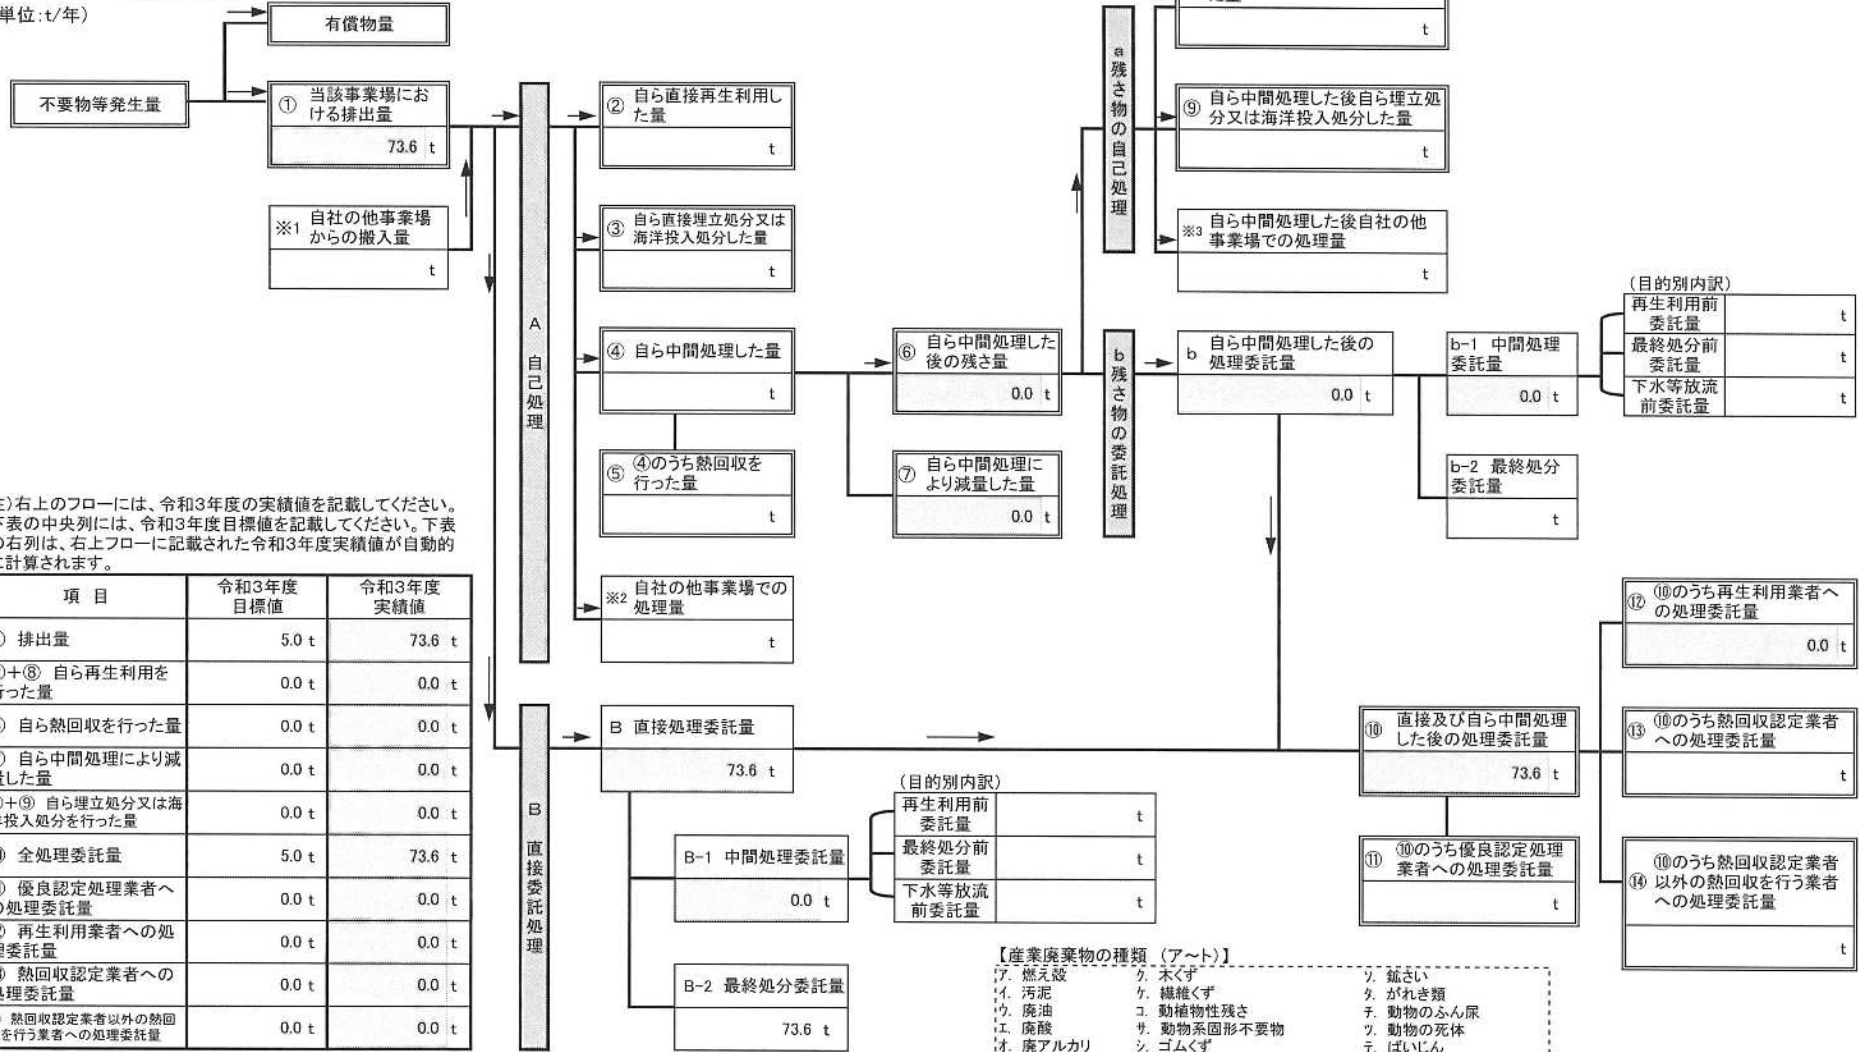 単位:t/年)
有償物量
不要物等発生量
① 当該事業場にお
ける排出量
73.6 t
※1 自社の他事業場
からの搬入量
t
A 自己処理
② 自ら直接再生利用し
た量
t
③ 自ら直接埋立処分又は
海洋投入処分した量
t
④ 自ら中間処理した量
t
⑤ ④のうち熱回収を
行った量
t
※2 自社の他事業場での
処理量
t
⑥ 自ら中間処理した
後の残さ量
0.0 t
⑦ 自ら中間処理に
より減量した量
0.0 t
a 残さ物の自己処理
t
⑨ 自ら中間処理した後自ら埋立処
分又は海洋投入処分した量
t
※3 自ら中間処理した後自社の他
事業場での処理量
t
b 残さ物の委託処理
b 自ら中間処理した後の
処理委託量
0.0 t
b-1 中間処理
委託量
0.0 t
b-2 最終処分
委託量
t
(目的別内訳)
再生利用前
委託量 t
最終処分前
委託量 t
下水等放流
前委託量 t
)右上のフローには、令和3年度の実績値を記載してください。
下表の中央列には、令和3年度目標値を記載してください。下表
の右列は、右上フローに記載された令和3年度実績値が自動的
に計算されます。
項 目 令和3年度
目標値 令和3年度
実績値
排出量 5.0 t 73.6 t
+⑧ 自ら再生利用を
行った量 0.0 t 0.0 t
自ら熱回収を行った量 0.0 t 0.0 t
自ら中間処理により減
量した量 0.0 t 0.0 t
+⑨ 自ら埋立処分又は海
洋投入処分を行った量 0.0 t 0.0 t
全処理委託量 5.0 t 73.6 t
優良認定処理業者へ
の処理委託量 0.0 t 0.0 t
再生利用業者への処
理委託量 0.0 t 0.0 t
熱回収認定業者への
処理委託量 0.0 t 0.0 t
熱回収認定業者以外の熱回
を行う業者への処理委託量 0.0 t 0.0 t
B 直接委託処理
B 直接処理委託量
73.6 t
B-1 中間処理委託量
0.0 t
B-2 最終処分委託量
73.6 t
(目的別内訳)
再生利用前
委託量 t
最終処分前
委託量 t
下水等放流
前委託量 t
⑩ 直接及び自ら中間処理
した後の処理委託量
73.6 t
⑪ ⑩のうち優良認定処理
業者への処理委託量
t
⑫ ⑩のうち再生利用業者へ
の処理委託量
0.0 t
⑬ ⑩のうち熱回収認定業者
への処理委託量
t
⑭ ⑩のうち熱回収認定業者
以外の熱回収を行う業者
への処理委託量
t
【産業廃棄物の種類 (ア~ト)】
ア. 燃え殻 ク. 木くず ソ. 鉱さい
イ. 汚泥 ケ. 繊維くず タ. がれき類
ウ. 廃油 コ. 動植物性残さ チ. 動物のふん尿
エ. 廃酸 サ. 動物系固形不要物 ツ. 動物の死体
オ. 廃アルカリ シ. ゴムくず テ. ばいじん